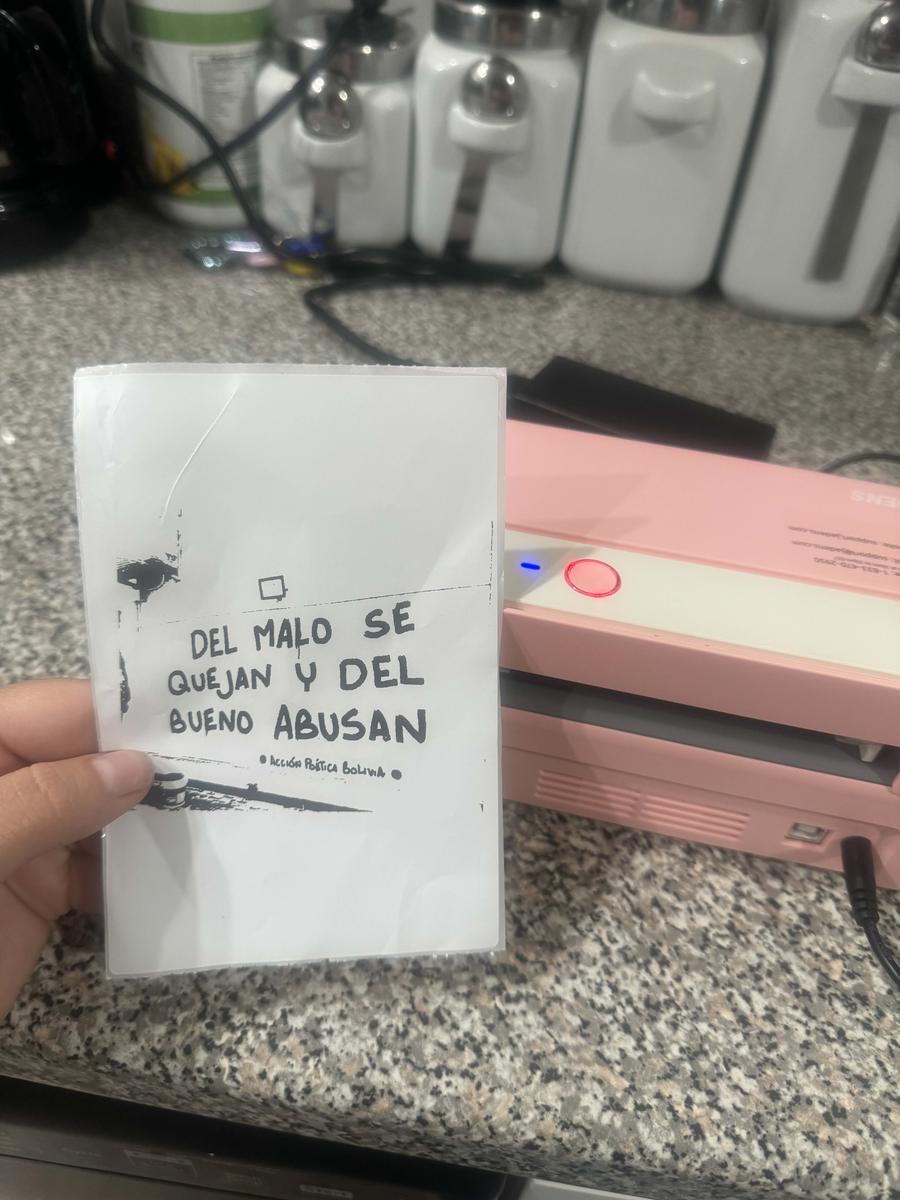 DEL MALO SE
QUEJAN Y DEL
BUENO ABUSAN
• ACCIÓN POÉTICA BOLIVIA •